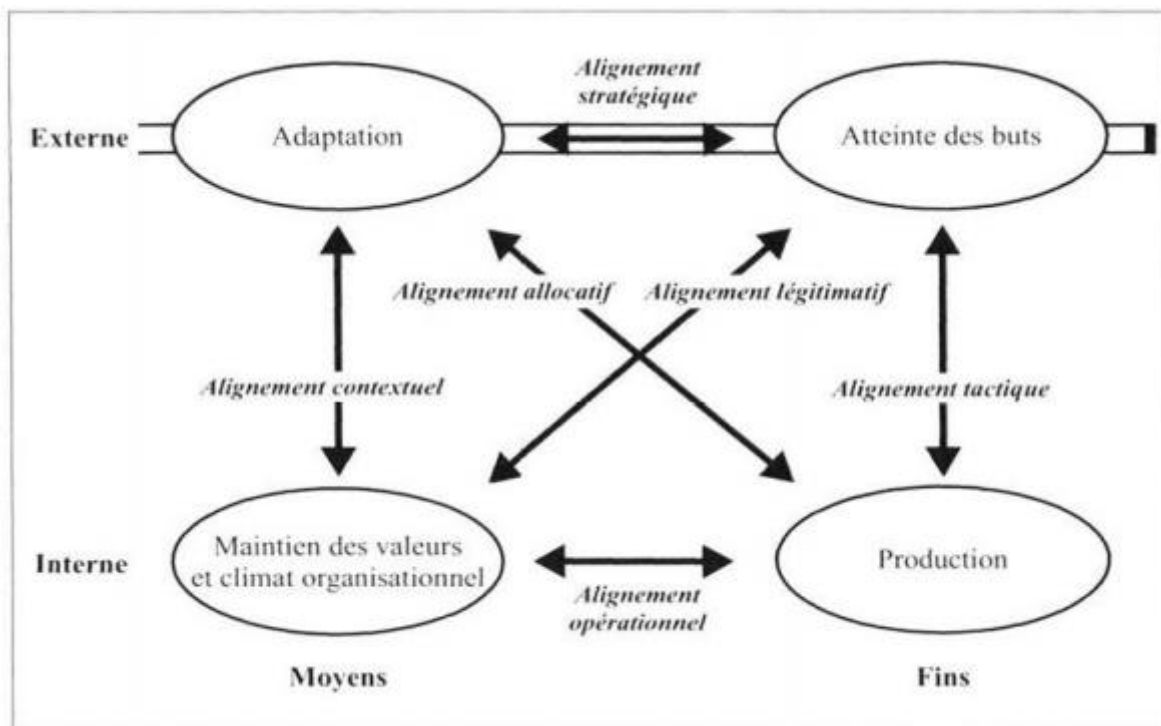 Alignement
stratégique
Externe
Adaptation
Atteinte des buts
Alignement allocatif
Alignement légitimatif
Alignement contextuel
Alignement tactique
Interne
Maintien des valeurs
et climat organisationnel
Production
Alignement
opérationnel
Moyens
Fins